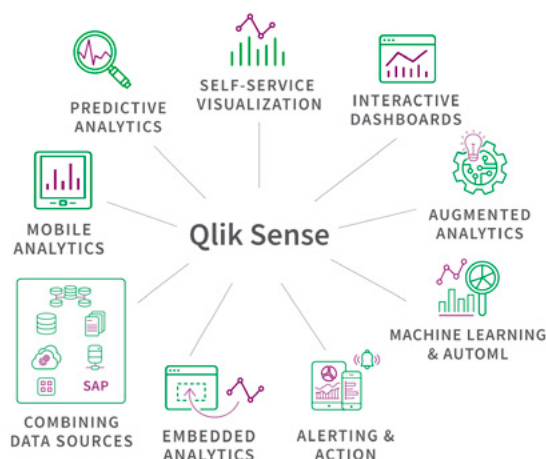 SELF-SERVICE
VISUALIZATION
INTERACTIVE
DASHBOARDS
AUGMENTED
ANALYTICS
MACHINE LEARNING
& AUTOML
ALERTING &
ACTION
EMBEDDED
ANALYTICS
SAP
COMBINING
DATA SOURCES
MOBILE
ANALYTICS
PREDICTIVE
ANALYTICS
Qlik Sense